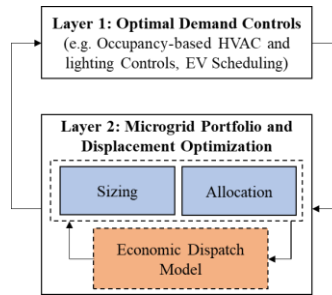 Layer 1: Optimal Demand Controls
(e.g. Occupancy-based HVAC and
lighting Controls, EV Scheduling)
Layer 2: Microgrid Portfolio and
Displacement Optimization
Sizing
Allocation
Economic Dispatch
Model